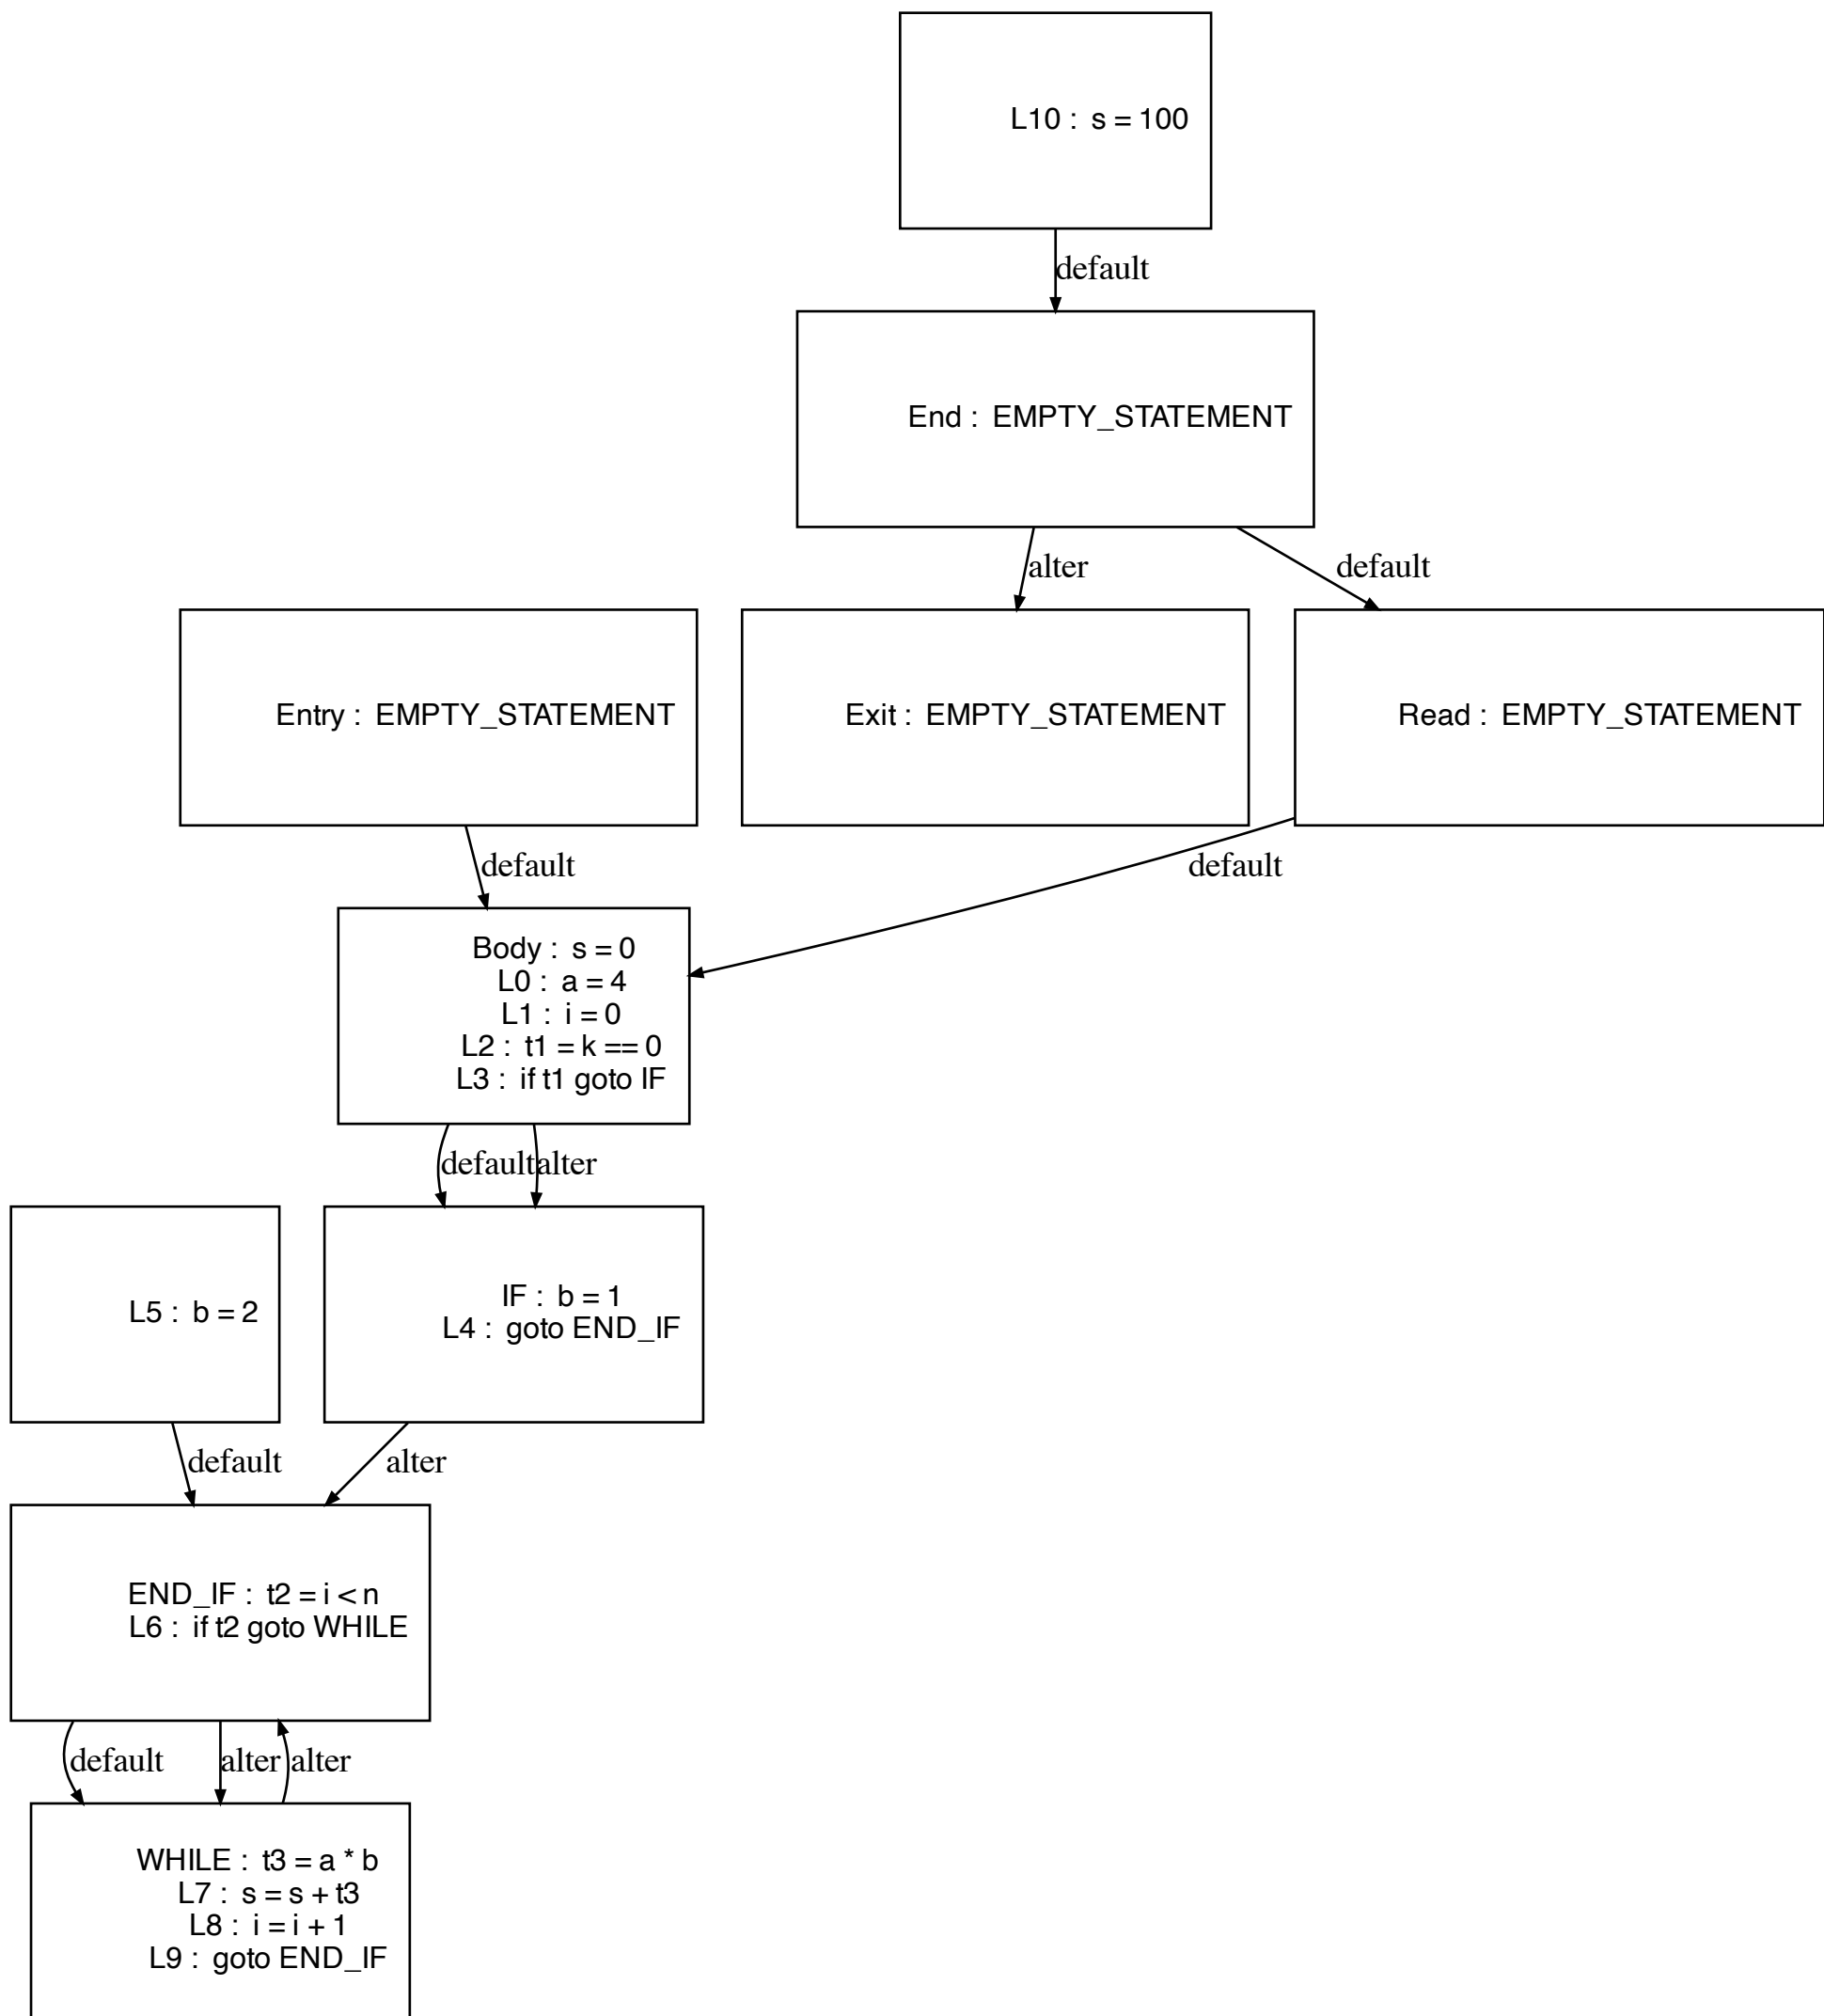 L10 : s = 100
default
End : EMPTY_STATEMENT
alter
default
Entry : EMPTY_STATEMENT
Exit : EMPTY_STATEMENT
Read : EMPTY_STATEMENT
default
default
Body : s = 0
L0 : a = 4
L1 : i = 0
L2 : t1 = k == 0
L3 : if t1 goto IF
default
alter
L5 : b = 2
IF : b = 1
L4 : goto END_IF
default
alter
END_IF : t2 = i < n
L6 : if t2 goto WHILE
default
alter
alter
WHILE : t3 = a * b
L7 : s = s + t3
L8 : i = i + 1
L9 : goto END_IF